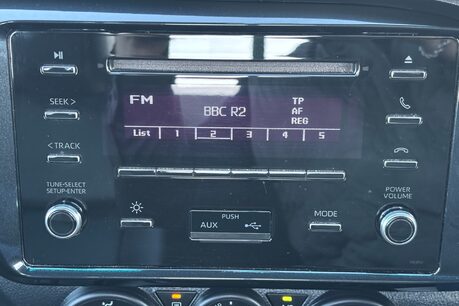 FM
BBC R2
TP
AF
REG
List 1 2 3 4 5
SEEK >
< TRACK
TUNE•SELECT
SETUP•ENTER
PUSH
AUX
MODE
POWER
VOLUME